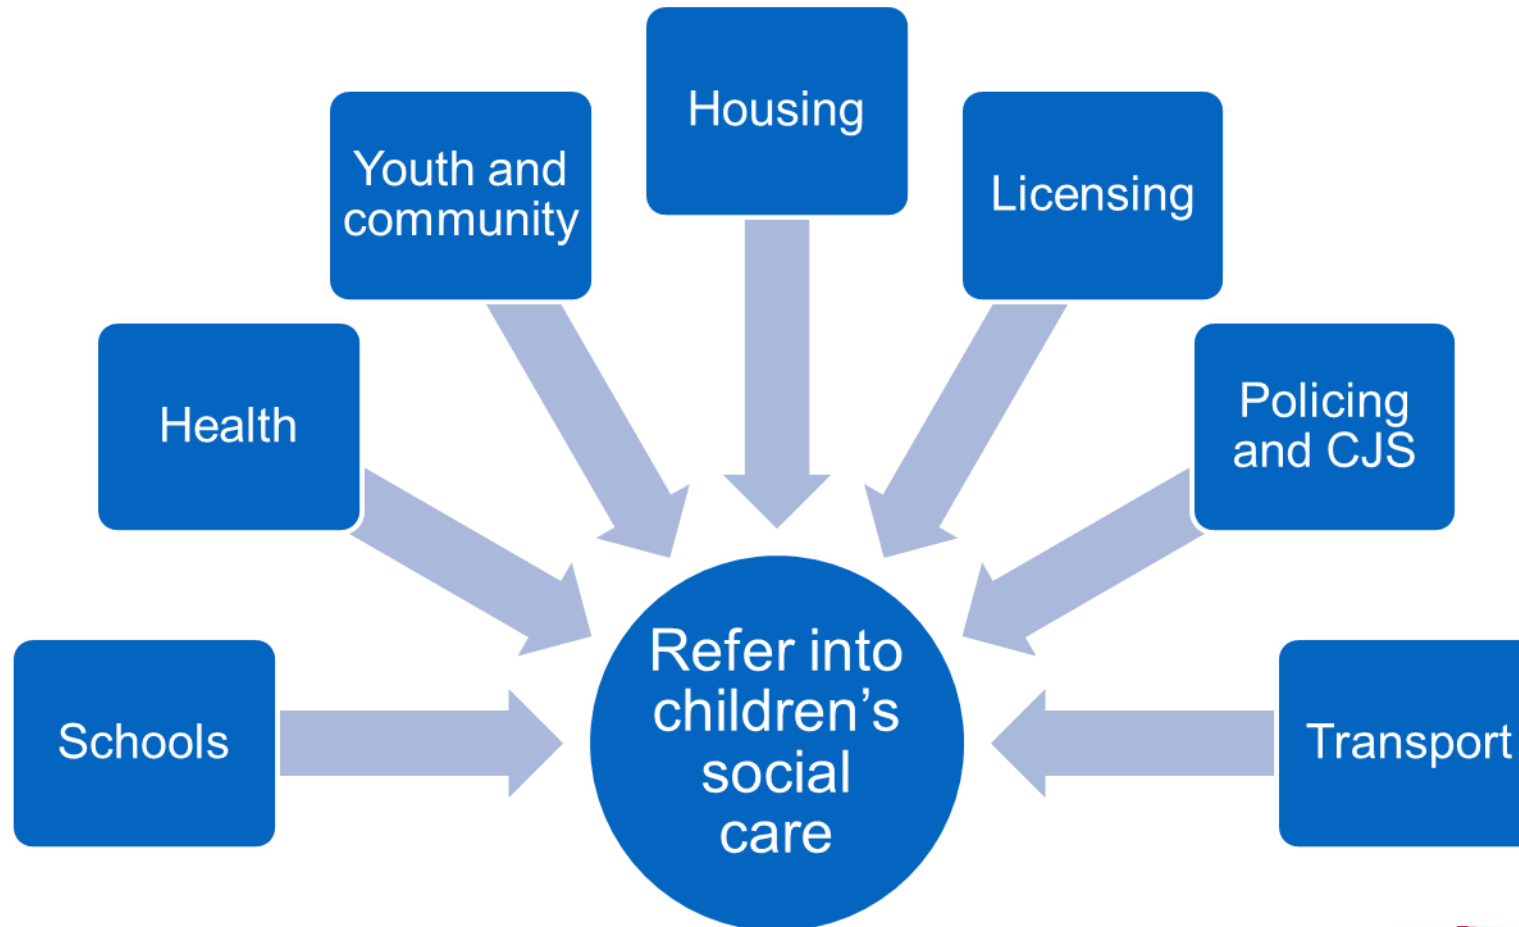 Housing
Youth and
community
Licensing
Health
Policing
and CJS
Schools
Refer into
children’s
social
care
Transport